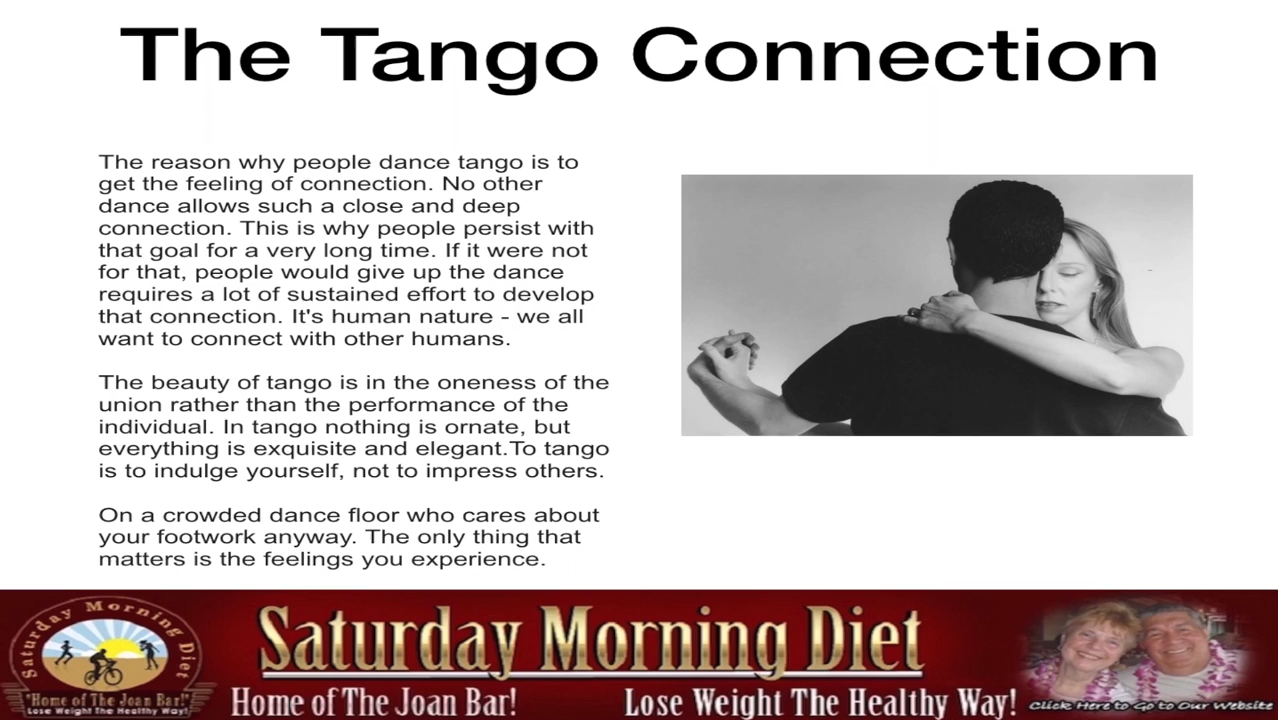 The Tango Connection
The reason why people dance tango is to
get the feeling of connection. No other
dance allows such a close and deep
connection. This is why people persist with
that goal for a very long time. If it were not
for that, people would give up the dance
requires a lot of sustained effort to develop
that connection. It's human nature - we all
want to connect with other humans.
The beauty of tango is in the oneness of the
union rather than the performance of the
individual. In tango nothing is ornate, but
everything is exquisite and elegant.To tango
is to indulge yourself, not to impress others.
On a crowded dance floor who cares about
your footwork anyway. The only thing that
matters is the feelings you experience.
Saturday Morning Diet
"Home of The Joan Bar!"
Lose Weight The Healthy Way!
Saturday Morning Diet
Home of The Joan Bar! Lose Weight The Healthy Way!
Click Here to Go to Our Website